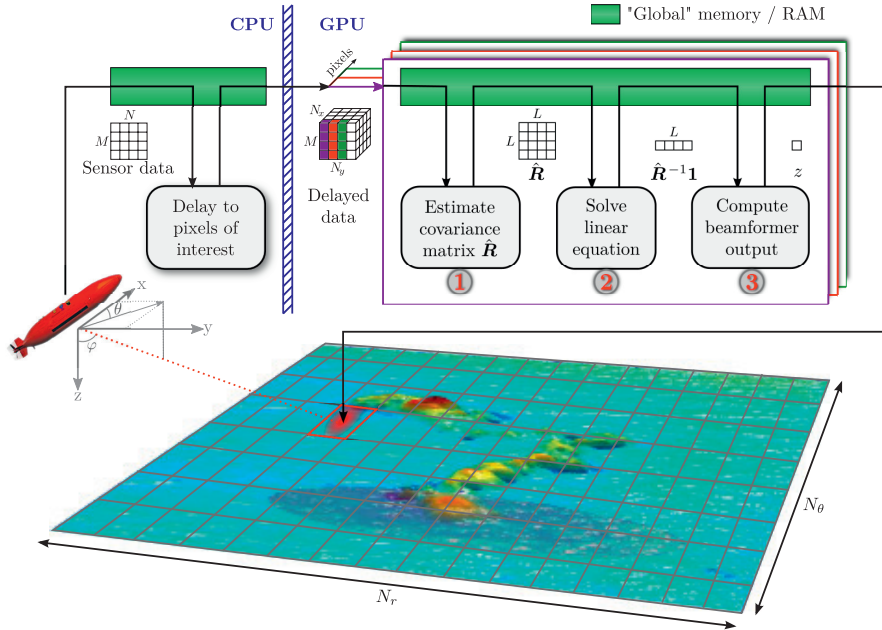 "Global" memory / RAM
CPU
GPU
pixels
N
M
Sensor data
Delay to
pixels of
interest
N_x
M
N_y
Delayed
data
L
L
R̂
L
R̂⁻¹1
z
Estimate
covariance
matrix R̂
1
Solve
linear
equation
2
Compute
beamformer
output
3
x
θ
y
φ
z
N_θ
N_r